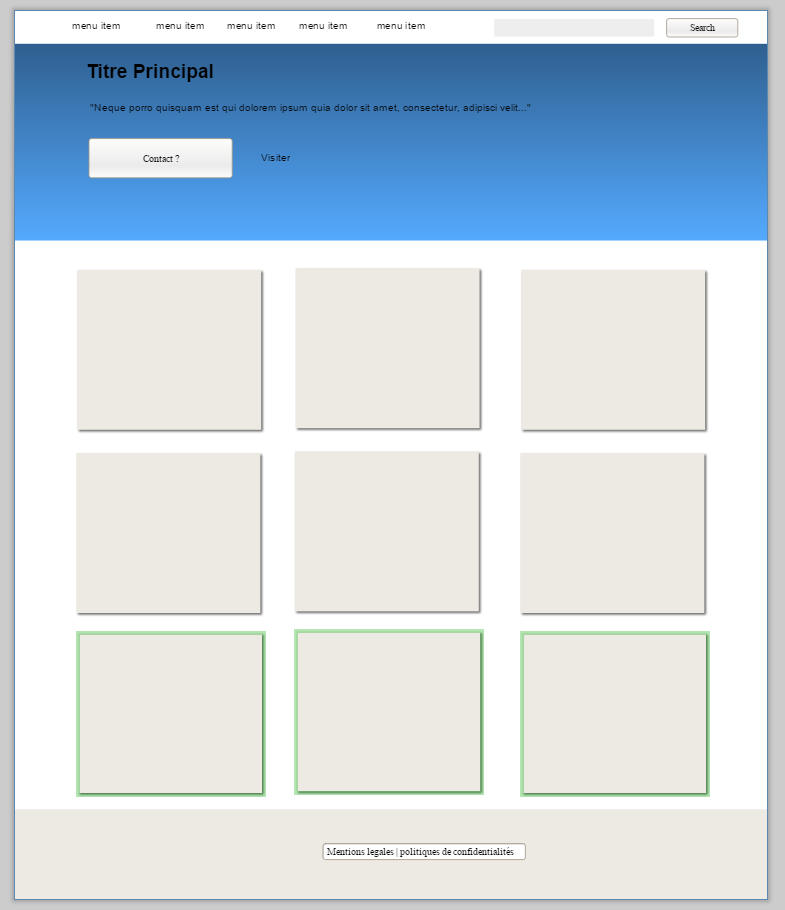 menu item menu item menu item menu item menu item Search
Titre Principal
"Neque porro quisquam est qui dolorem ipsum quia dolor sit amet, consectetur, adipisci velit..."
Contact ? Visiter
Mentions legales | politiques de confidentialités